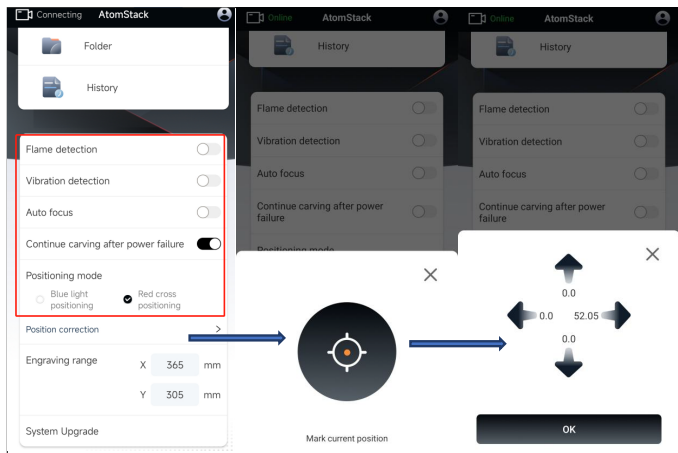 Connecting AtomStack
Folder
History
Flame detection
Vibration detection
Auto focus
Continue carving after power failure
Positioning mode
Blue light
positioning
Red cross
positioning
Position correction
Engraving range X 365 mm
Y 305 mm
System Upgrade
Online AtomStack
History
Flame detection
Vibration detection
Auto focus
Continue carving after power
failure
Positioning mode
Mark current position
Online AtomStack
History
Flame detection
Vibration detection
Auto focus
Continue carving after power
failure
0.0
0.0 52.05
0.0
OK